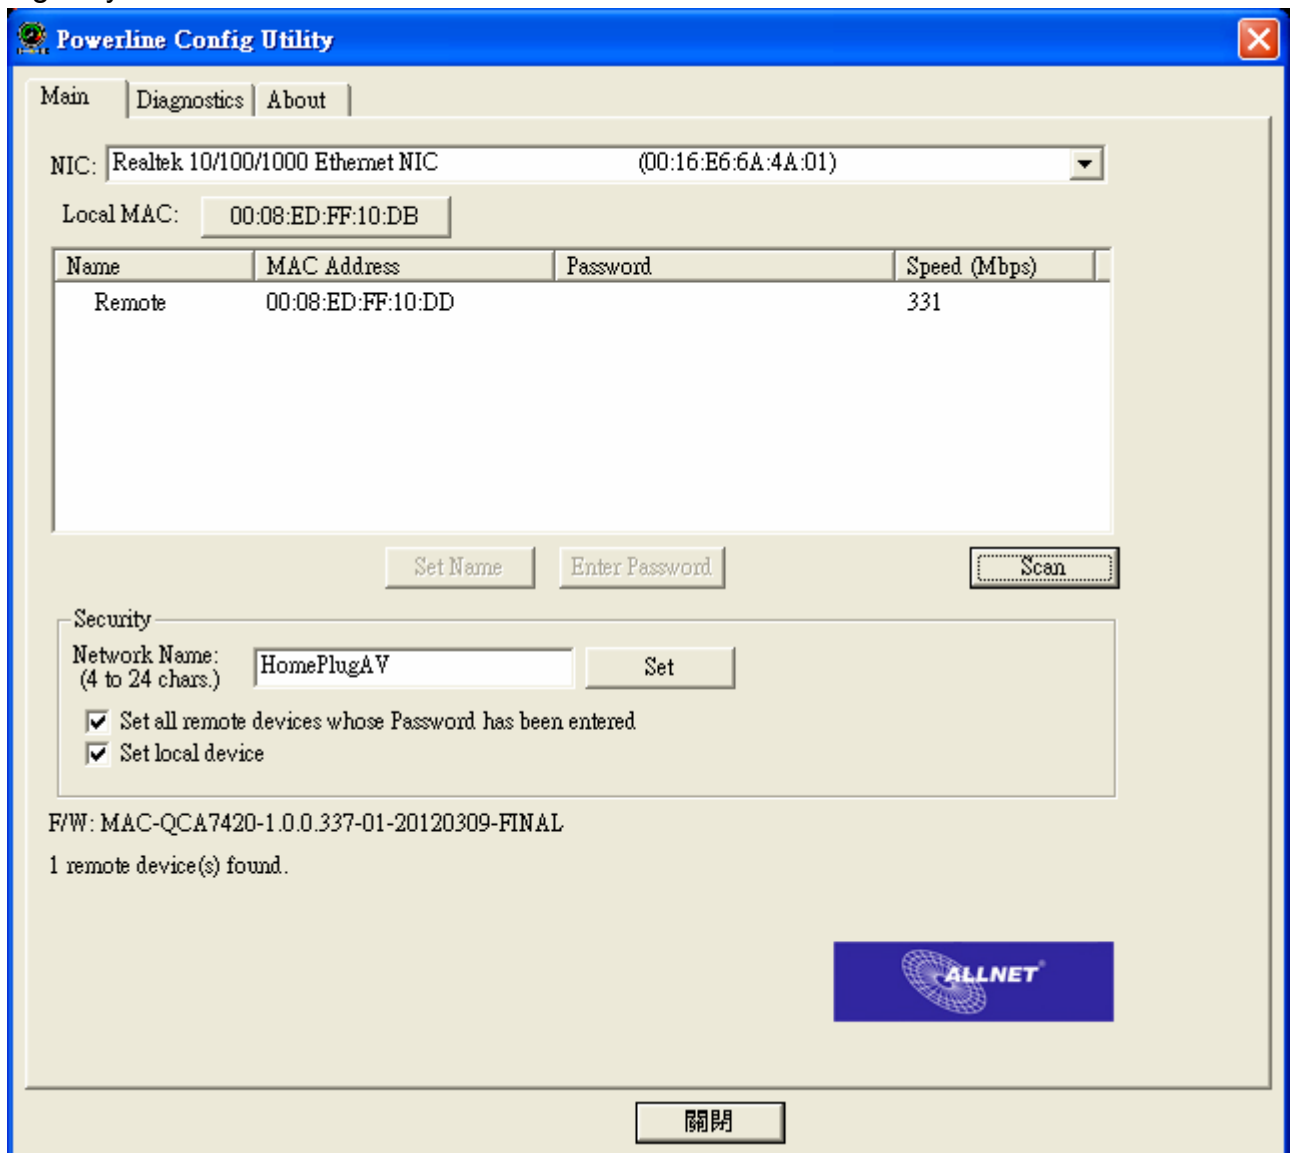 Powerline Config Utility
Main Diagnostics About
NIC: Realtek 10/100/1000 Ethernet NIC (00:16:E6:6A:4A:01)
Local MAC: 00:08:ED:FF:10:DB
Name MAC Address Password Speed (Mbps)
Remote 00:08:ED:FF:10:DD 331
Set Name Enter Password Scan
Security
Network Name: HomePlugAV Set
(4 to 24 chars.)
Set all remote devices whose Password has been entered
Set local device
F/W: MAC-QCA7420-1.0.0.337-01-20120309-FINAL
1 remote device(s) found.
ALLNET®
關閉